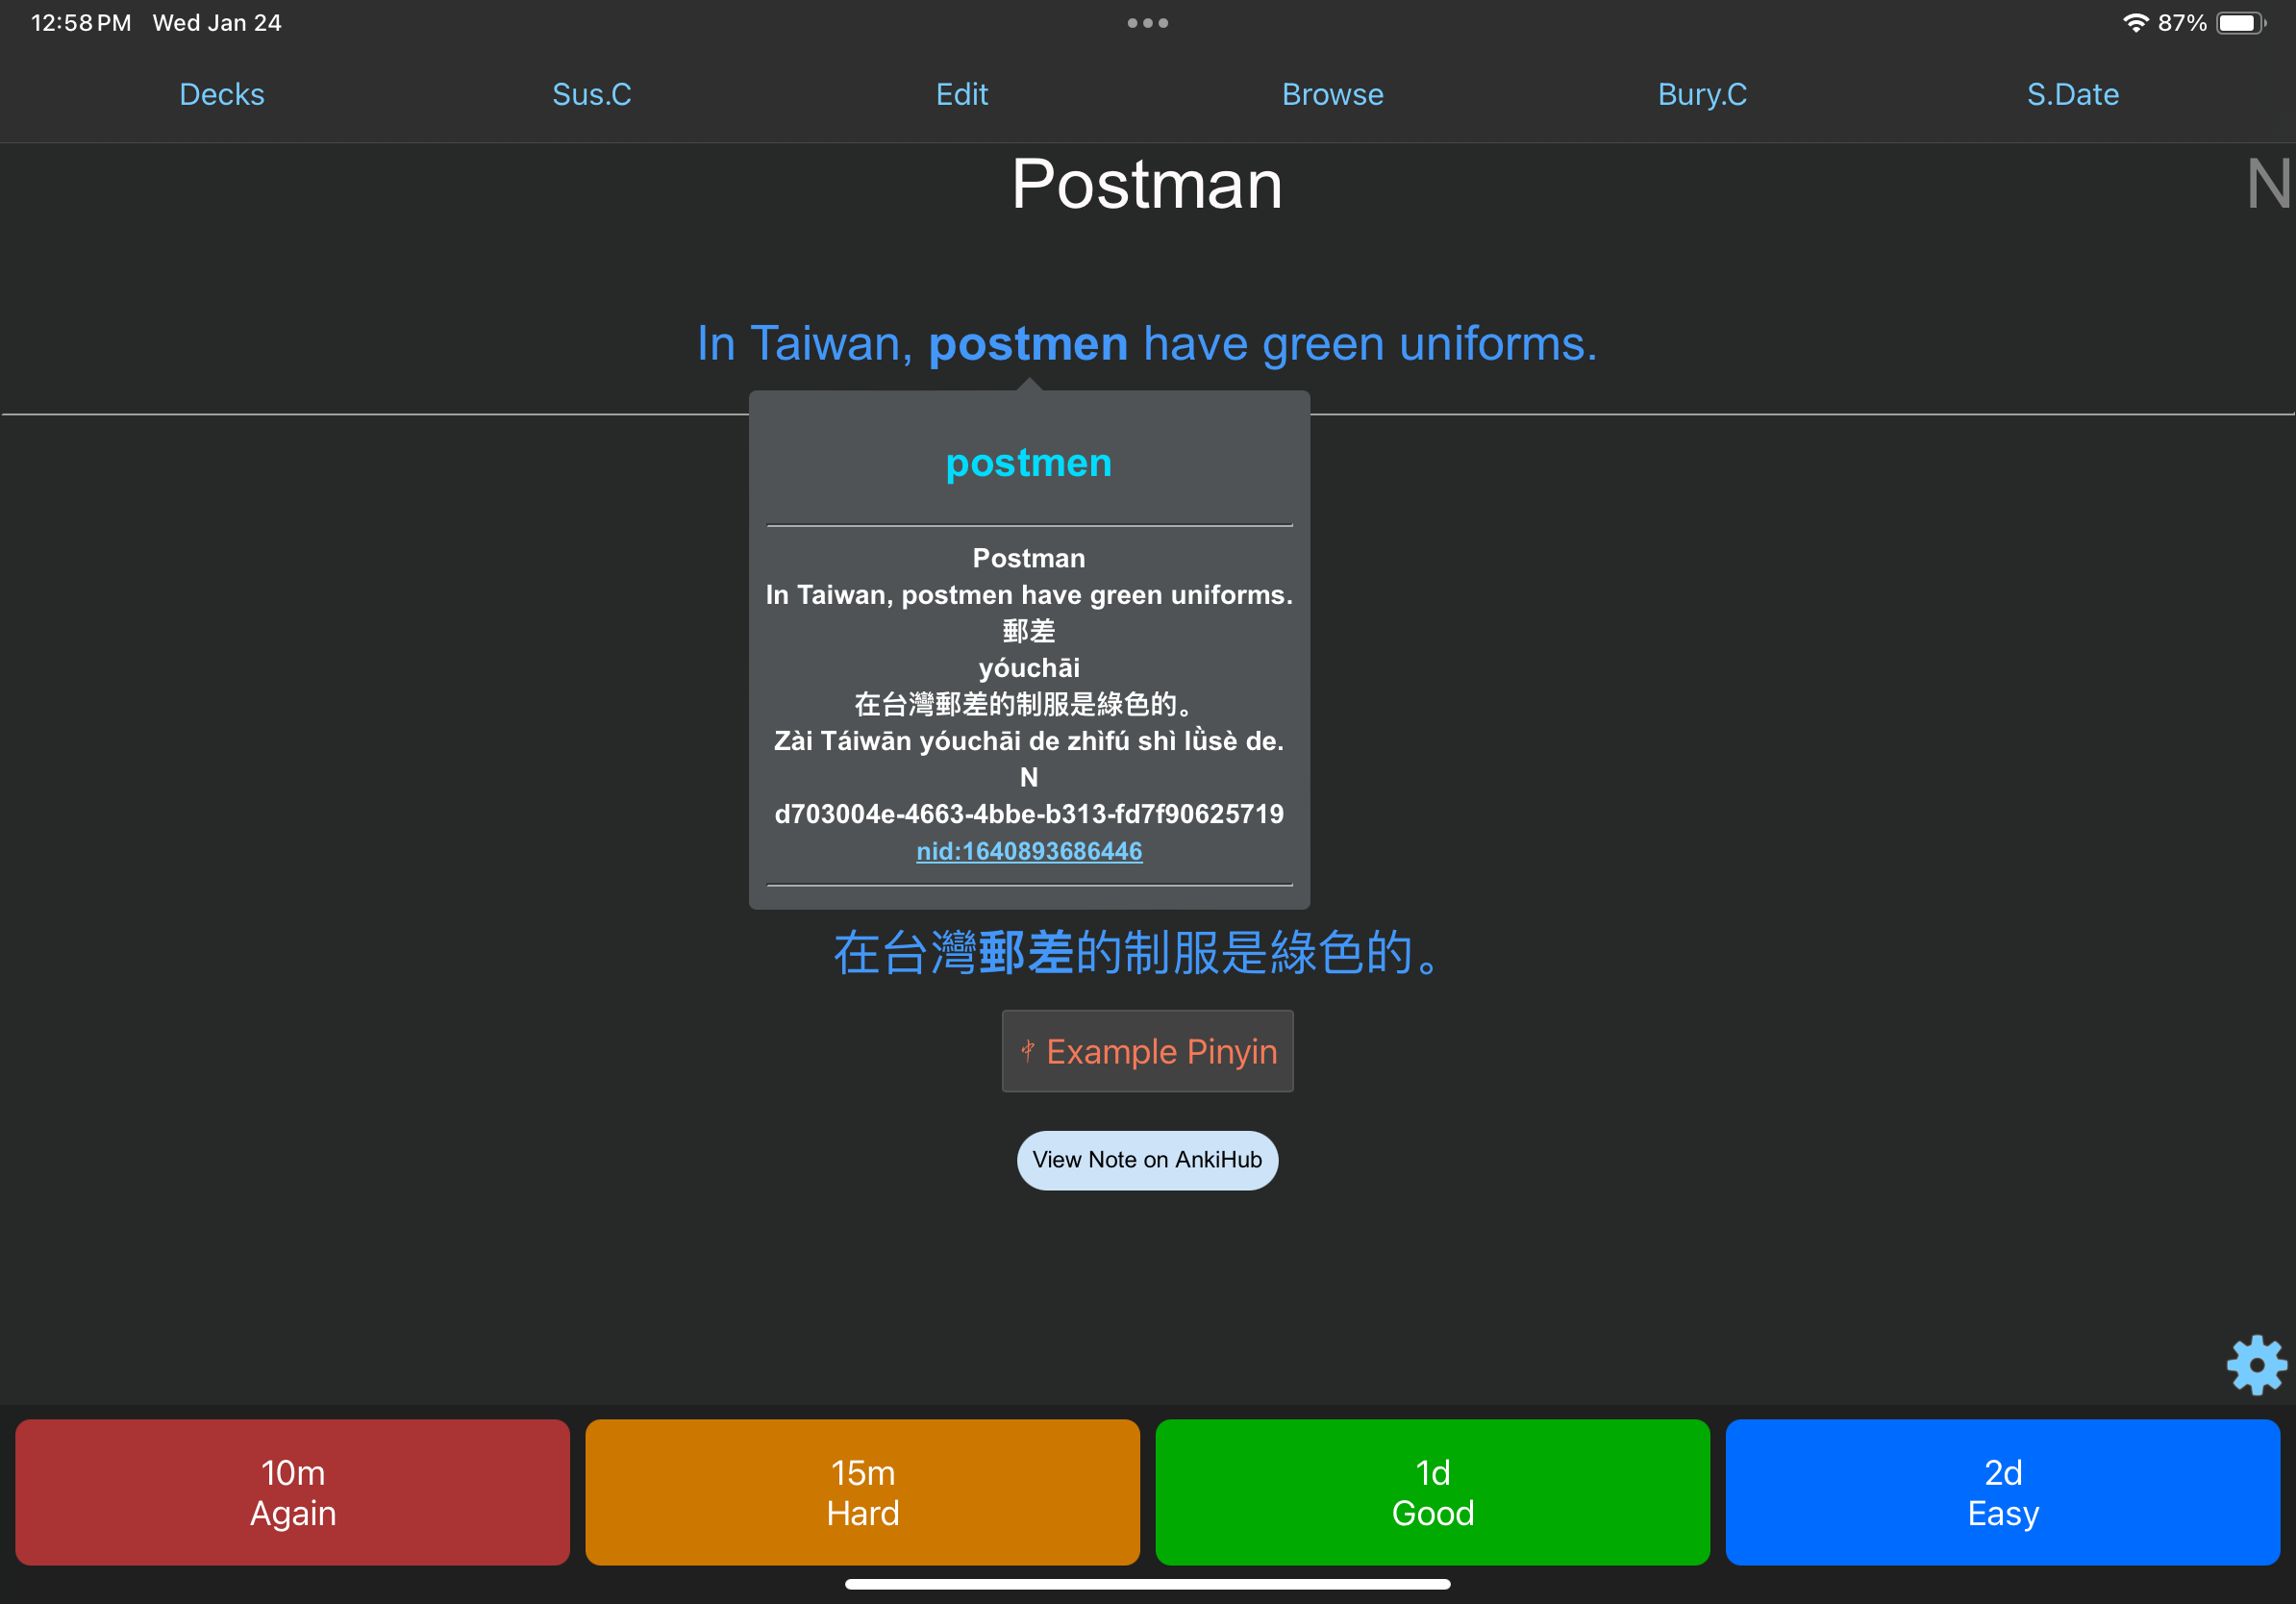 12:58 PM Wed Jan 24
87%
Decks Sus.C Edit Browse Bury.C S.Date
Postman
N
In Taiwan, postmen have green uniforms.
postmen
Postman
In Taiwan, postmen have green uniforms.
郵差
yóuchāi
在台灣郵差的制服是綠色的。
Zài Táiwān yóuchāi de zhìfú shì lǜsè de.
N
d703004e-4663-4bbe-b313-fd7f90625719
nid:1640893686446
在台灣郵差的制服是綠色的。
Example Pinyin
View Note on AnkiHub
10m
Again
15m
Hard
1d
Good
2d
Easy